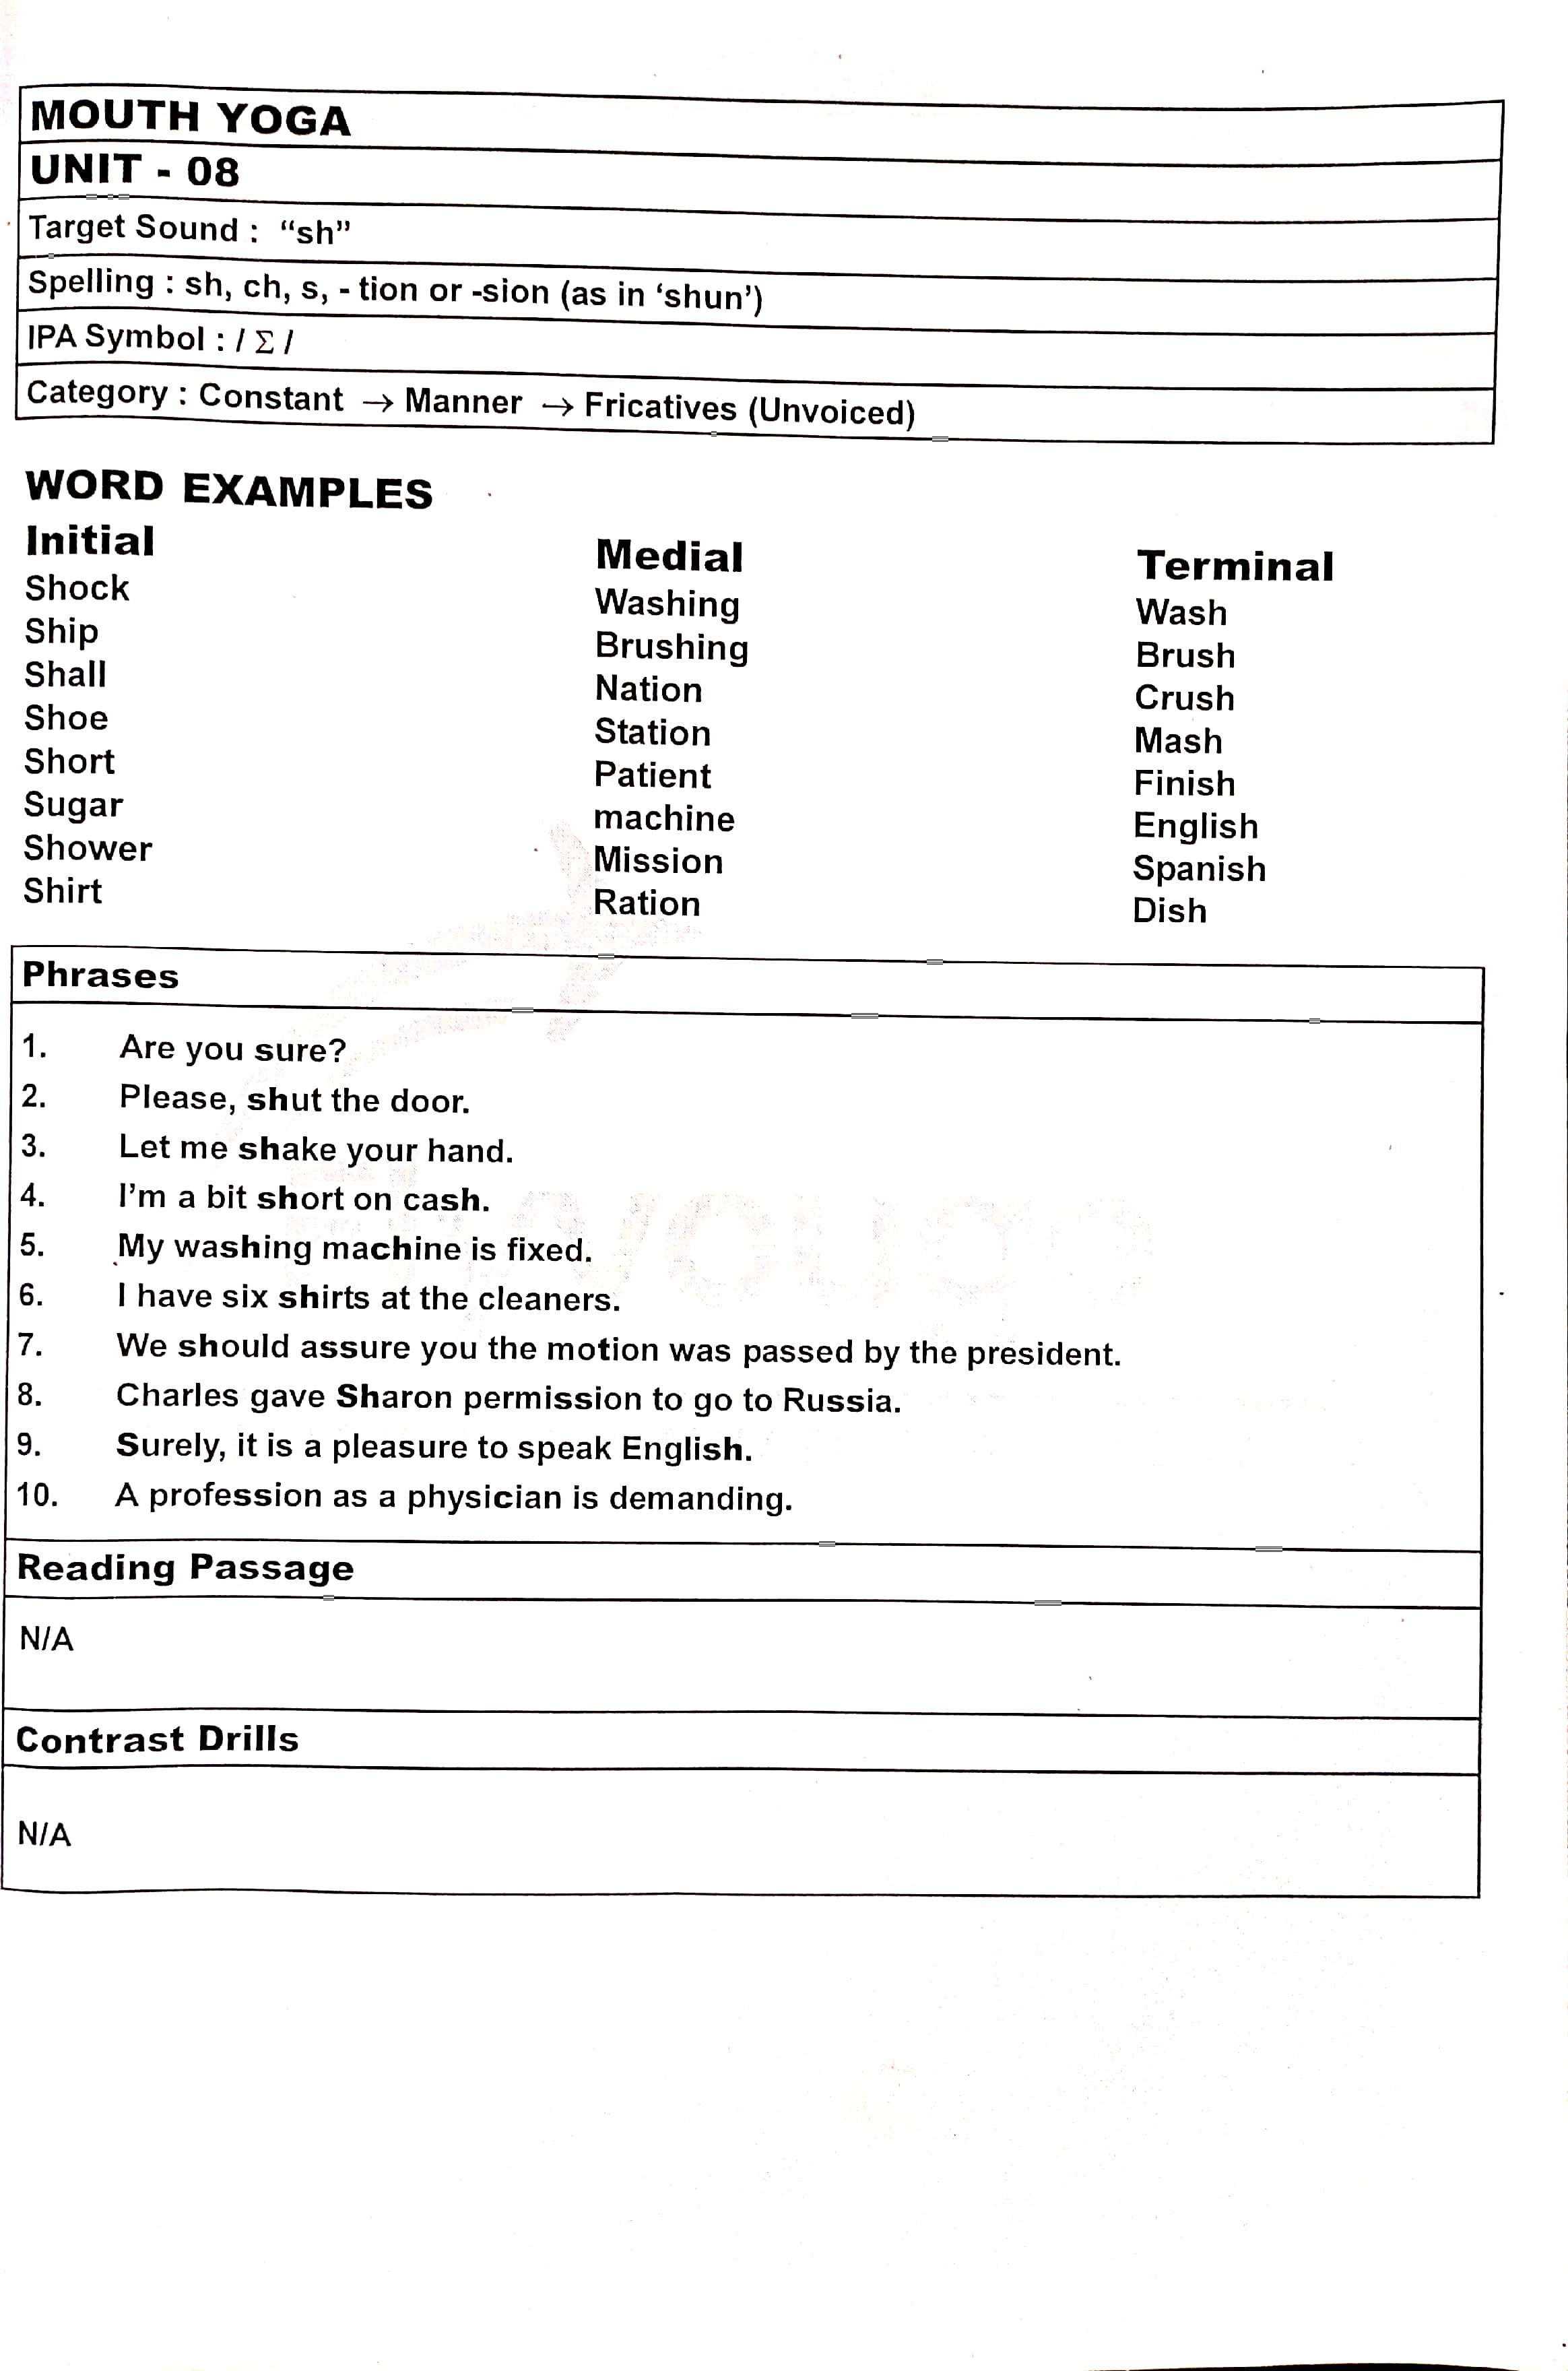 MOUTH YOGA
UNIT - 08
Target Sound : “sh”
Spelling : sh, ch, s, - tion or -sion (as in ‘shun’)
IPA Symbol : / Σ /
Category : Constant → Manner → Fricatives (Unvoiced)
WORD EXAMPLES
Initial
Shock
Ship
Shall
Shoe
Short
Sugar
Shower
Shirt
Medial
Washing
Brushing
Nation
Station
Patient
machine
Mission
Ration
Terminal
Wash
Brush
Crush
Mash
Finish
English
Spanish
Dish
Phrases
1. Are you sure?
2. Please, shut the door.
3. Let me shake your hand.
4. I’m a bit short on cash.
5. My washing machine is fixed.
6. I have six shirts at the cleaners.
7. We should assure you the motion was passed by the president.
8. Charles gave Sharon permission to go to Russia.
9. Surely, it is a pleasure to speak English.
10. A profession as a physician is demanding.
Reading Passage
N/A
Contrast Drills
N/A